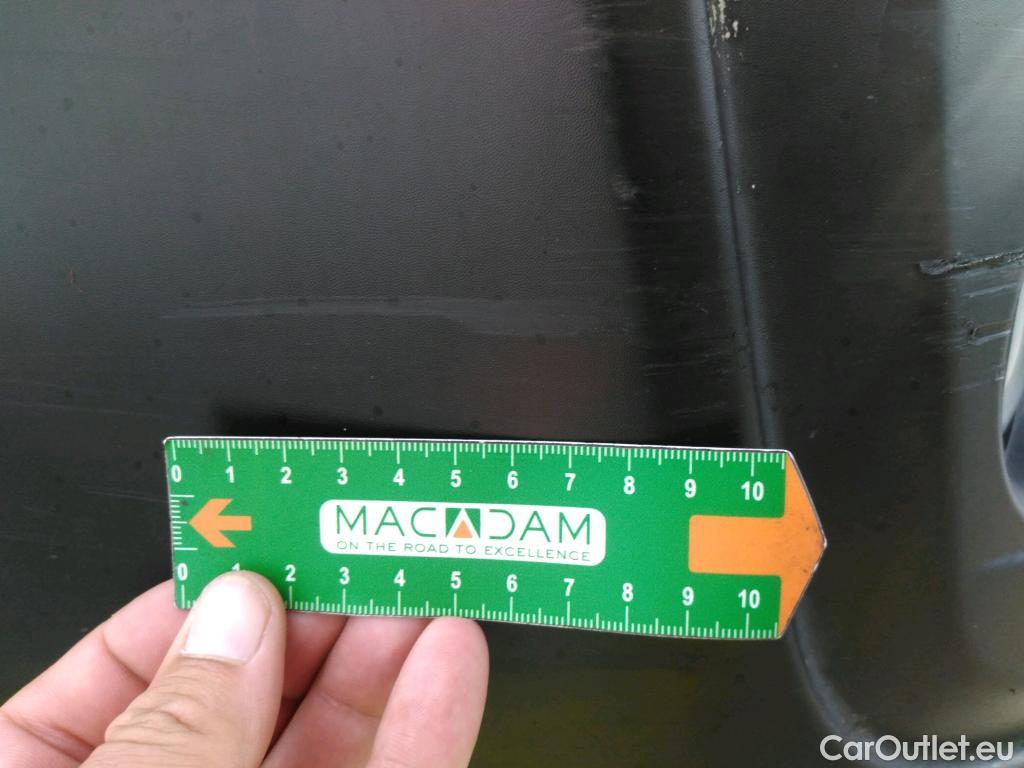 0 1 2 3 4 5 6 7 8 9 10
MACADAM
ON THE ROAD TO EXCELLENCE
0 1 2 3 4 5 6 7 8 9 10
CarOutlet.eu